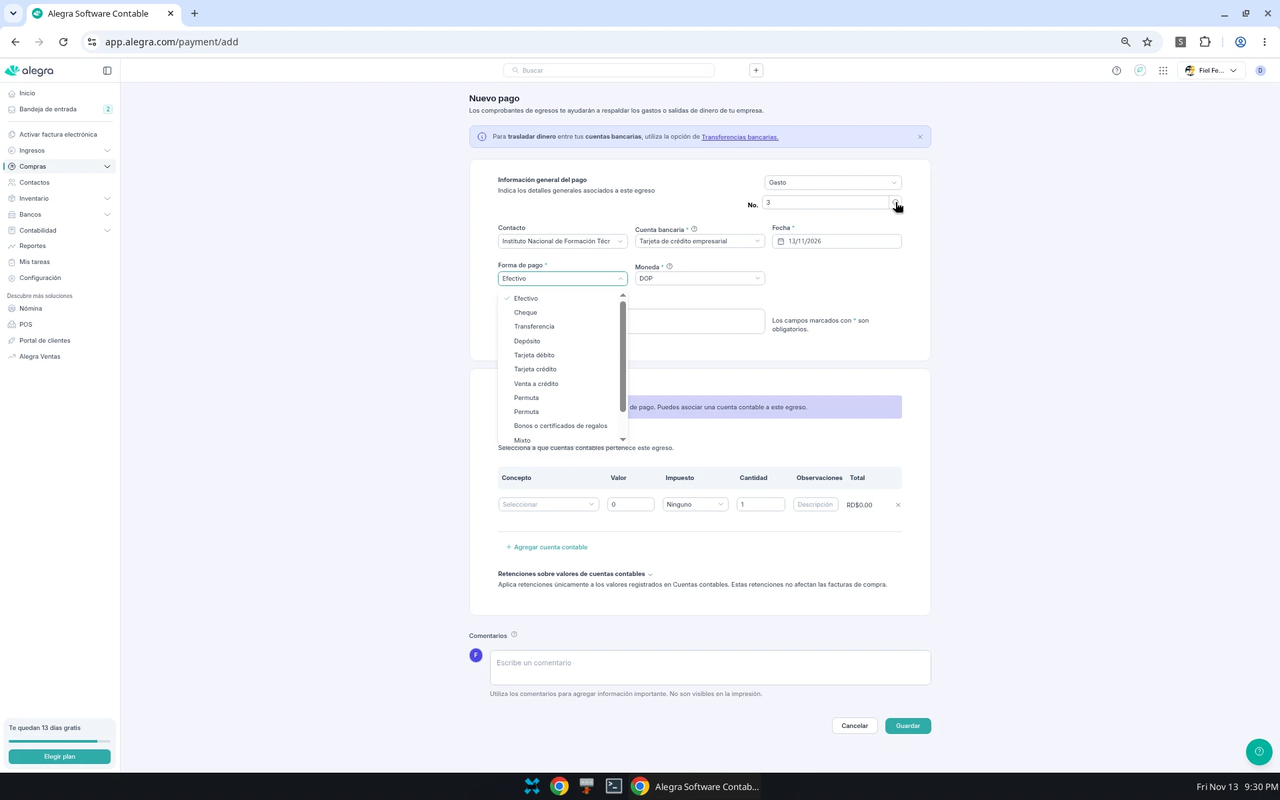 Alegra Software Contable
app.alegra.com/payment/add
alegra
Buscar
Fiel Fe...
D
Inicio
Bandeja de entrada 2
Activar factura electrónica
Ingresos
Compras
Contactos
Inventario
Bancos
Contabilidad
Reportes
Mis tareas
Configuración
Descubre más soluciones
Nómina
POS
Portal de clientes
Alegra Ventas
Te quedan 13 días gratis
Elegir plan
Nuevo pago
Los comprobantes de egresos te ayudarán a respaldar los gastos o salidas de dinero de tu empresa.
Para trasladar dinero entre tus cuentas bancarias, utiliza la opción de Transferencias bancarias.
Información general del pago
Indica los detalles generales asociados a este egreso
Gasto
No. 3
Contacto
Instituto Nacional de Formación Técr
Cuenta bancaria *
Tarjeta de crédito empresarial
Fecha *
13/11/2026
Forma de pago *
Efectivo
Moneda *
DOP
Efectivo
Cheque
Transferencia
Depósito
Tarjeta débito
Tarjeta crédito
Venta a crédito
Permuta
Permuta
Bonos o certificados de regalos
Mixto
Los campos marcados con * son
obligatorios.
de pago. Puedes asociar una cuenta contable a este egreso.
Selecciona a qué cuentas contables pertenece este egreso.
Concepto Valor Impuesto Cantidad Observaciones Total
Seleccionar 0 Ninguno 1 Descripción RD$0.00
+ Agregar cuenta contable
Retenciones sobre valores de cuentas contables
Aplica retenciones únicamente a los valores registrados en Cuentas contables. Estas retenciones no afectan las facturas de compra.
Comentarios
F
Escribe un comentario
Utiliza los comentarios para agregar información importante. No son visibles en la impresión.
Cancelar
Guardar
Alegra Software Contab...
Fri Nov 13 9:30 PM